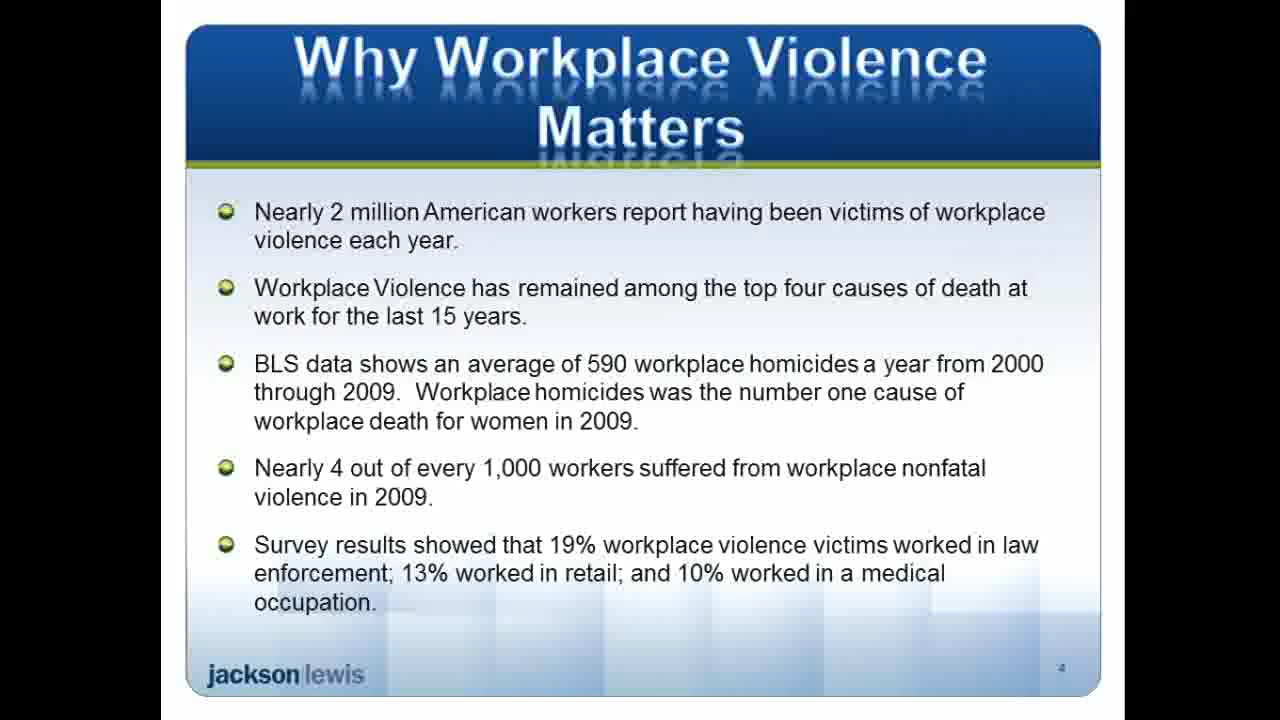 Why Workplace Violence
Matters
Nearly 2 million American workers report having been victims of workplace
violence each year.
Workplace Violence has remained among the top four causes of death at
work for the last 15 years.
BLS data shows an average of 590 workplace homicides a year from 2000
through 2009.  Workplace homicides was the number one cause of
workplace death for women in 2009.
Nearly 4 out of every 1,000 workers suffered from workplace nonfatal
violence in 2009.
Survey results showed that 19% workplace violence victims worked in law
enforcement; 13% worked in retail; and 10% worked in a medical
occupation.
jackson lewis
4